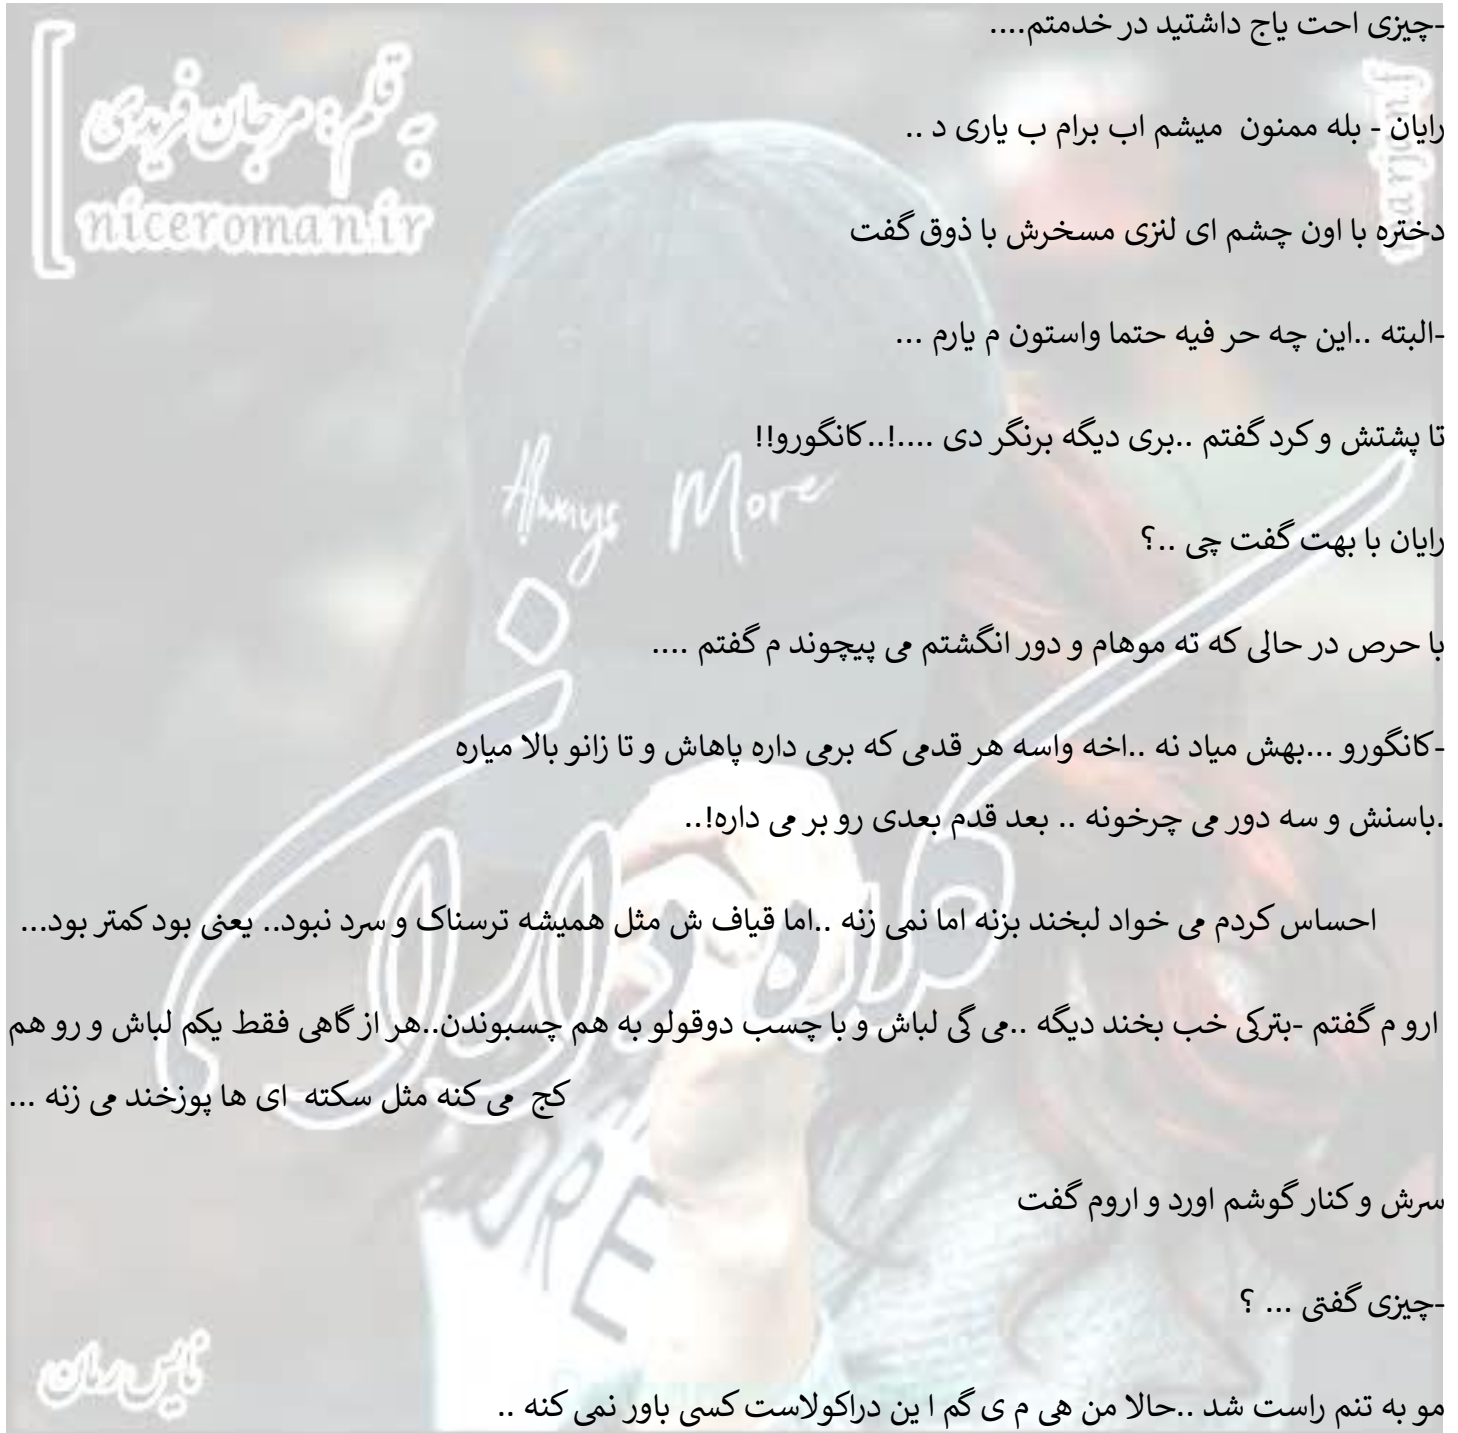 -چیزی احت یاج داشتید در خدمتم....
به قلم: مرجان فریدی
niceroman.ir
رایان - بله ممنون میشم اب برام ب یاری د ..
دختره با اون چشم ای لنزی مسخرش با ذوق گفت
-البته ..این چه حر فیه حتما واستون م یارم ...
تا پشتش و کرد گفتم ..بری دیگه برنگر دی ....!..کانگورو!!
Always More
رایان با بهت گفت چی ..؟
با حرص در حالی که ته موهام و دور انگشتم می پیچوند م گفتم ....
-کانگورو ...بهش میاد نه ..اخه واسه هر قدمی که برمی داره پاهاش و تا زانو بالا میاره
.باسنش و سه دور می چرخونه .. بعد قدم بعدی رو بر می داره!..
احساس کردم می خواد لبخند بزنه اما نمی زنه ..اما قیاف ش مثل همیشه ترسناک و سرد نبود.. یعنی بود کمتر بود...
ارو م گفتم -بترکی خب بخند دیگه ..می گی لباش و با چسب دوقولو به هم چسبوندن..هر از گاهی فقط یکم لباش و رو هم
کج می کنه مثل سکته ای ها پوزخند می زنه ...
سرش و کنار گوشم اورد و اروم گفت
-چیزی گفتی ... ؟
نایس رمان
مو به تنم راست شد ..حالا من هی م ی گم ا ین دراکولاست کسی باور نمی کنه ..